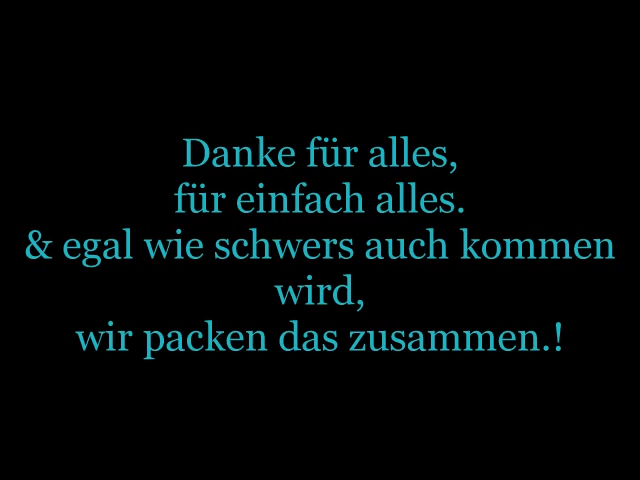 Danke für alles,
für einfach alles.
& egal wie schwers auch kommen
wird,
wir packen das zusammen.!